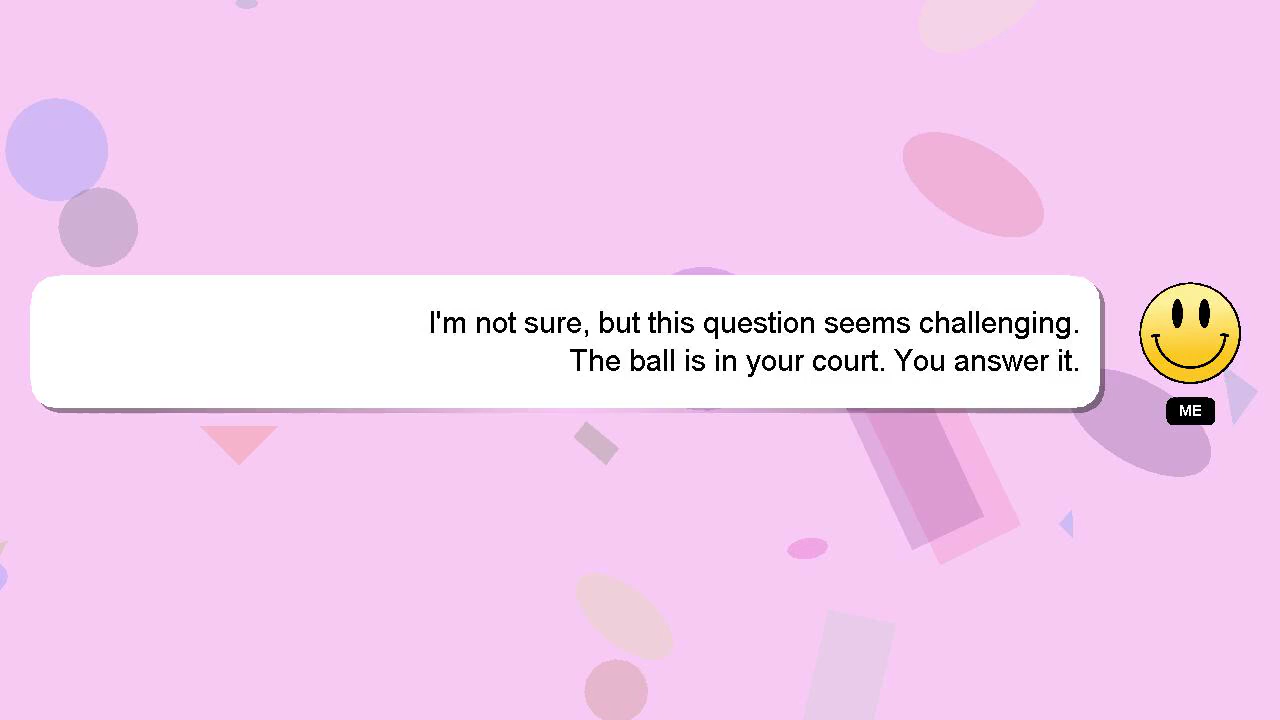 I'm not sure, but this question seems challenging.
The ball is in your court. You answer it.
ME